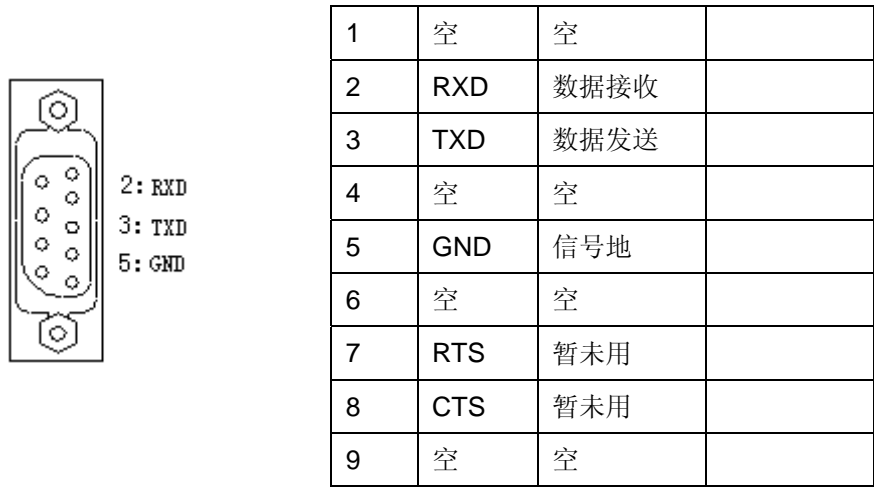 2: RXD
3: TXD
5: GND
1 空 空
2 RXD 数据接收
3 TXD 数据发送
4 空 空
5 GND 信号地
6 空 空
7 RTS 暂未用
8 CTS 暂未用
9 空 空